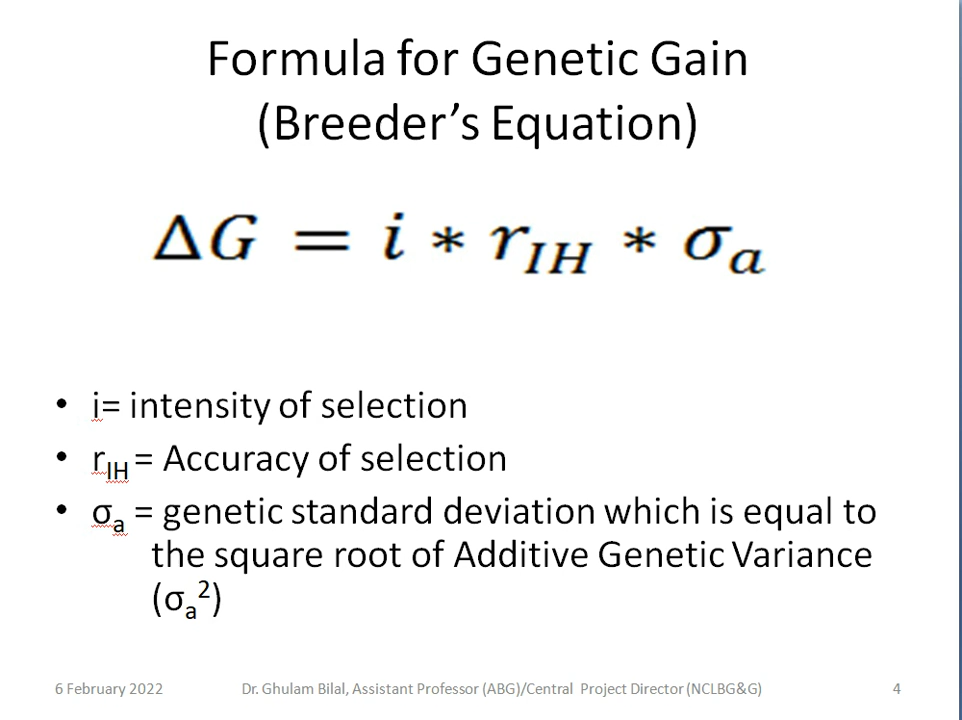 Formula for Genetic Gain
(Breeder’s Equation)
ΔG = i * r_IH * σ_a
• i= intensity of selection
• r_IH = Accuracy of selection
• σ_a = genetic standard deviation which is equal to
the square root of Additive Genetic Variance
(σ_a²)
6 February 2022 Dr. Ghulam Bilal, Assistant Professor (ABG)/Central Project Director (NCLBG&G) 4